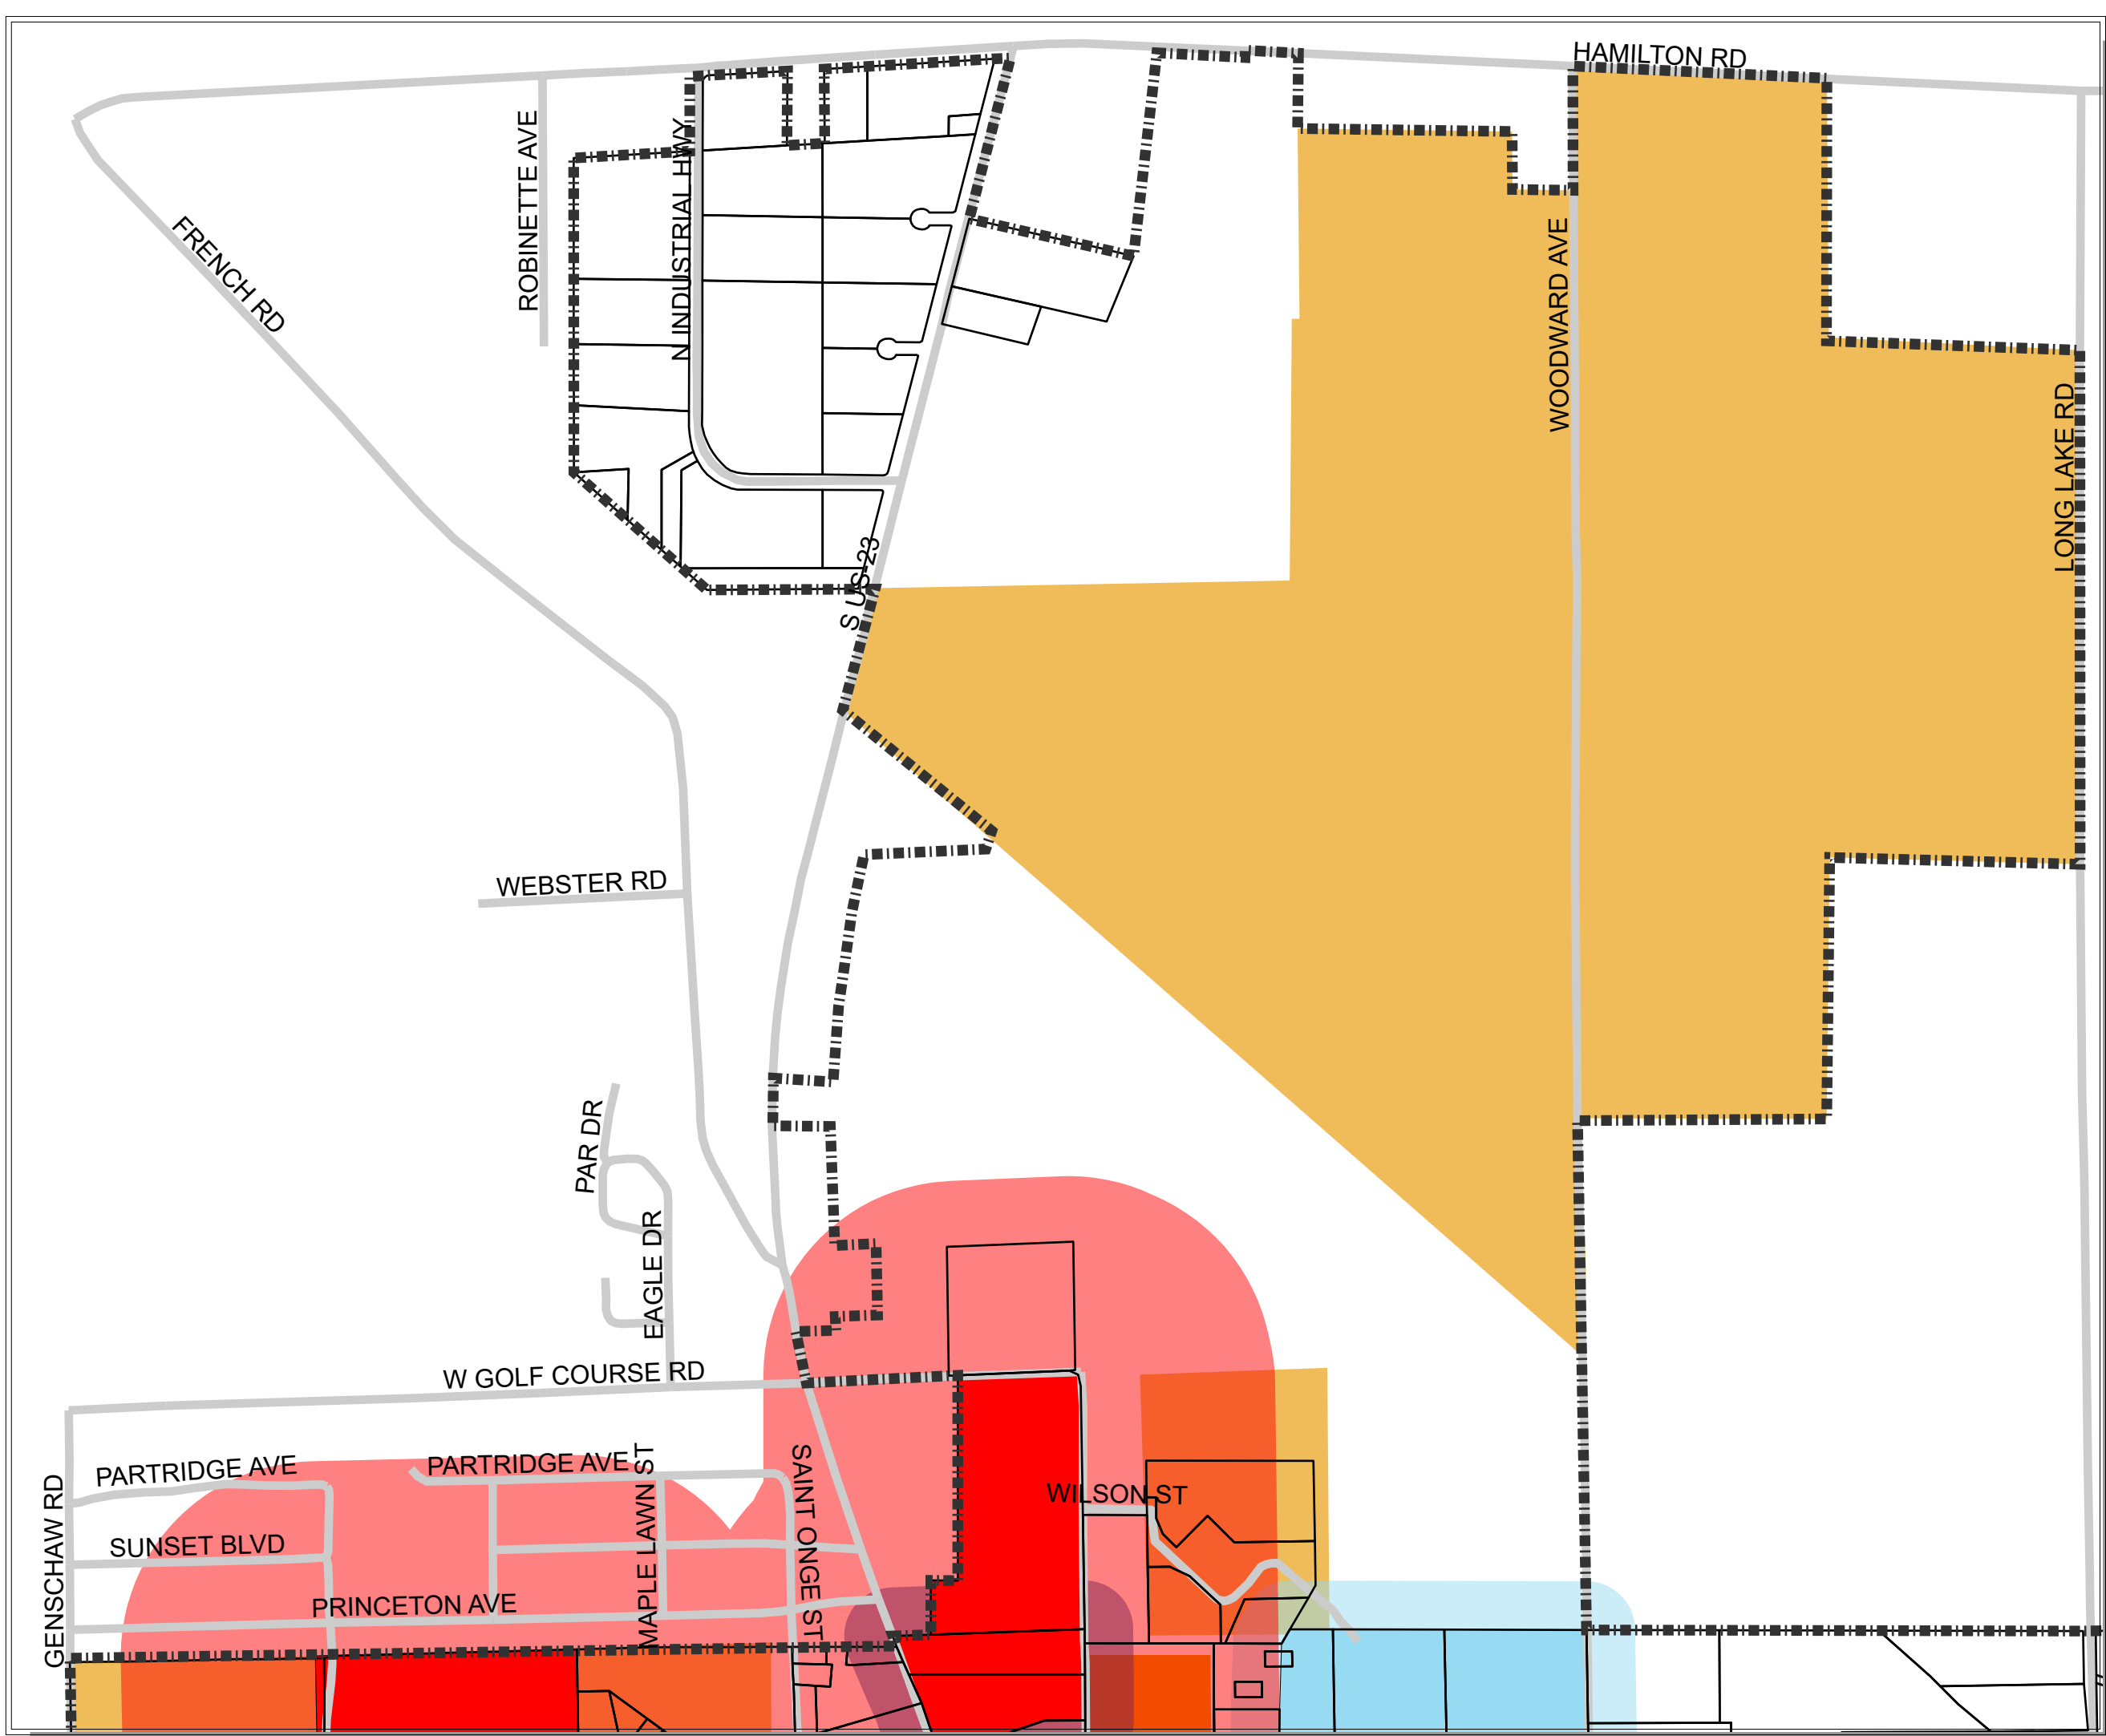 HAMILTON RD
ROBINETTE AVE
N INDUSTRIAL HWY
FRENCH RD
WOODWARD AVE
LONG LAKE RD
S US-23
WEBSTER RD
PAR DR
EAGLE DR
W GOLF COURSE RD
PARTRIDGE AVE
PARTRIDGE AVE
MAPLE LAWN ST
SAINT ONGE ST
WILSON ST
GENSCHAW RD
SUNSET BLVD
PRINCETON AVE